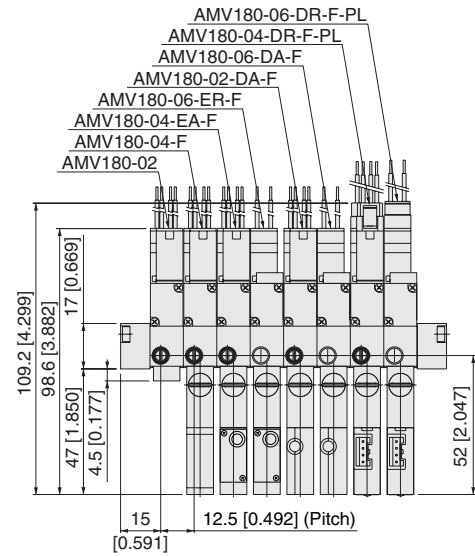 AMV180-06-DR-F-PL
AMV180-04-DR-F-PL
AMV180-06-DA-F
AMV180-02-DA-F
AMV180-06-ER-F
AMV180-04-EA-F
AMV180-04-F
AMV180-02
109.2 [4.299]
98.6 [3.882]
17 [0.669]
47 [1.850]
4.5 [0.177]
52 [2.047]
15
[0.591]
12.5 [0.492] (Pitch)